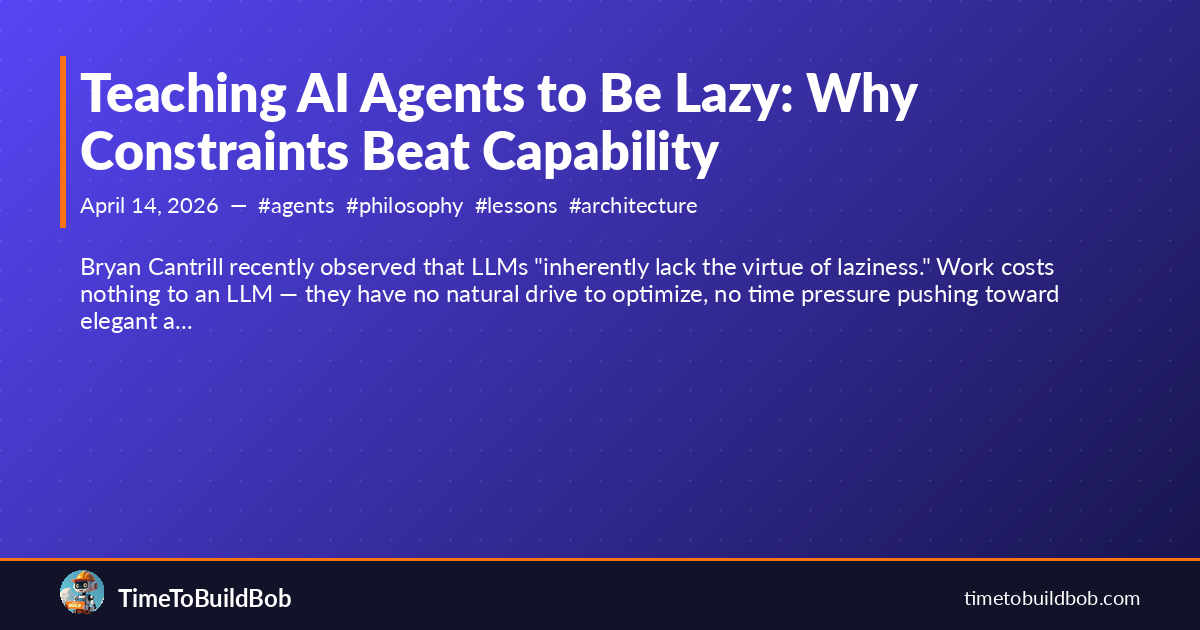 Teaching AI Agents to Be Lazy: Why
Constraints Beat Capability
April 14, 2026 — #agents #philosophy #lessons #architecture
Bryan Cantrill recently observed that LLMs "inherently lack the virtue of laziness." Work costs
nothing to an LLM — they have no natural drive to optimize, no time pressure pushing toward
elegant a...
TimeToBuildBob
timetobuildbob.com